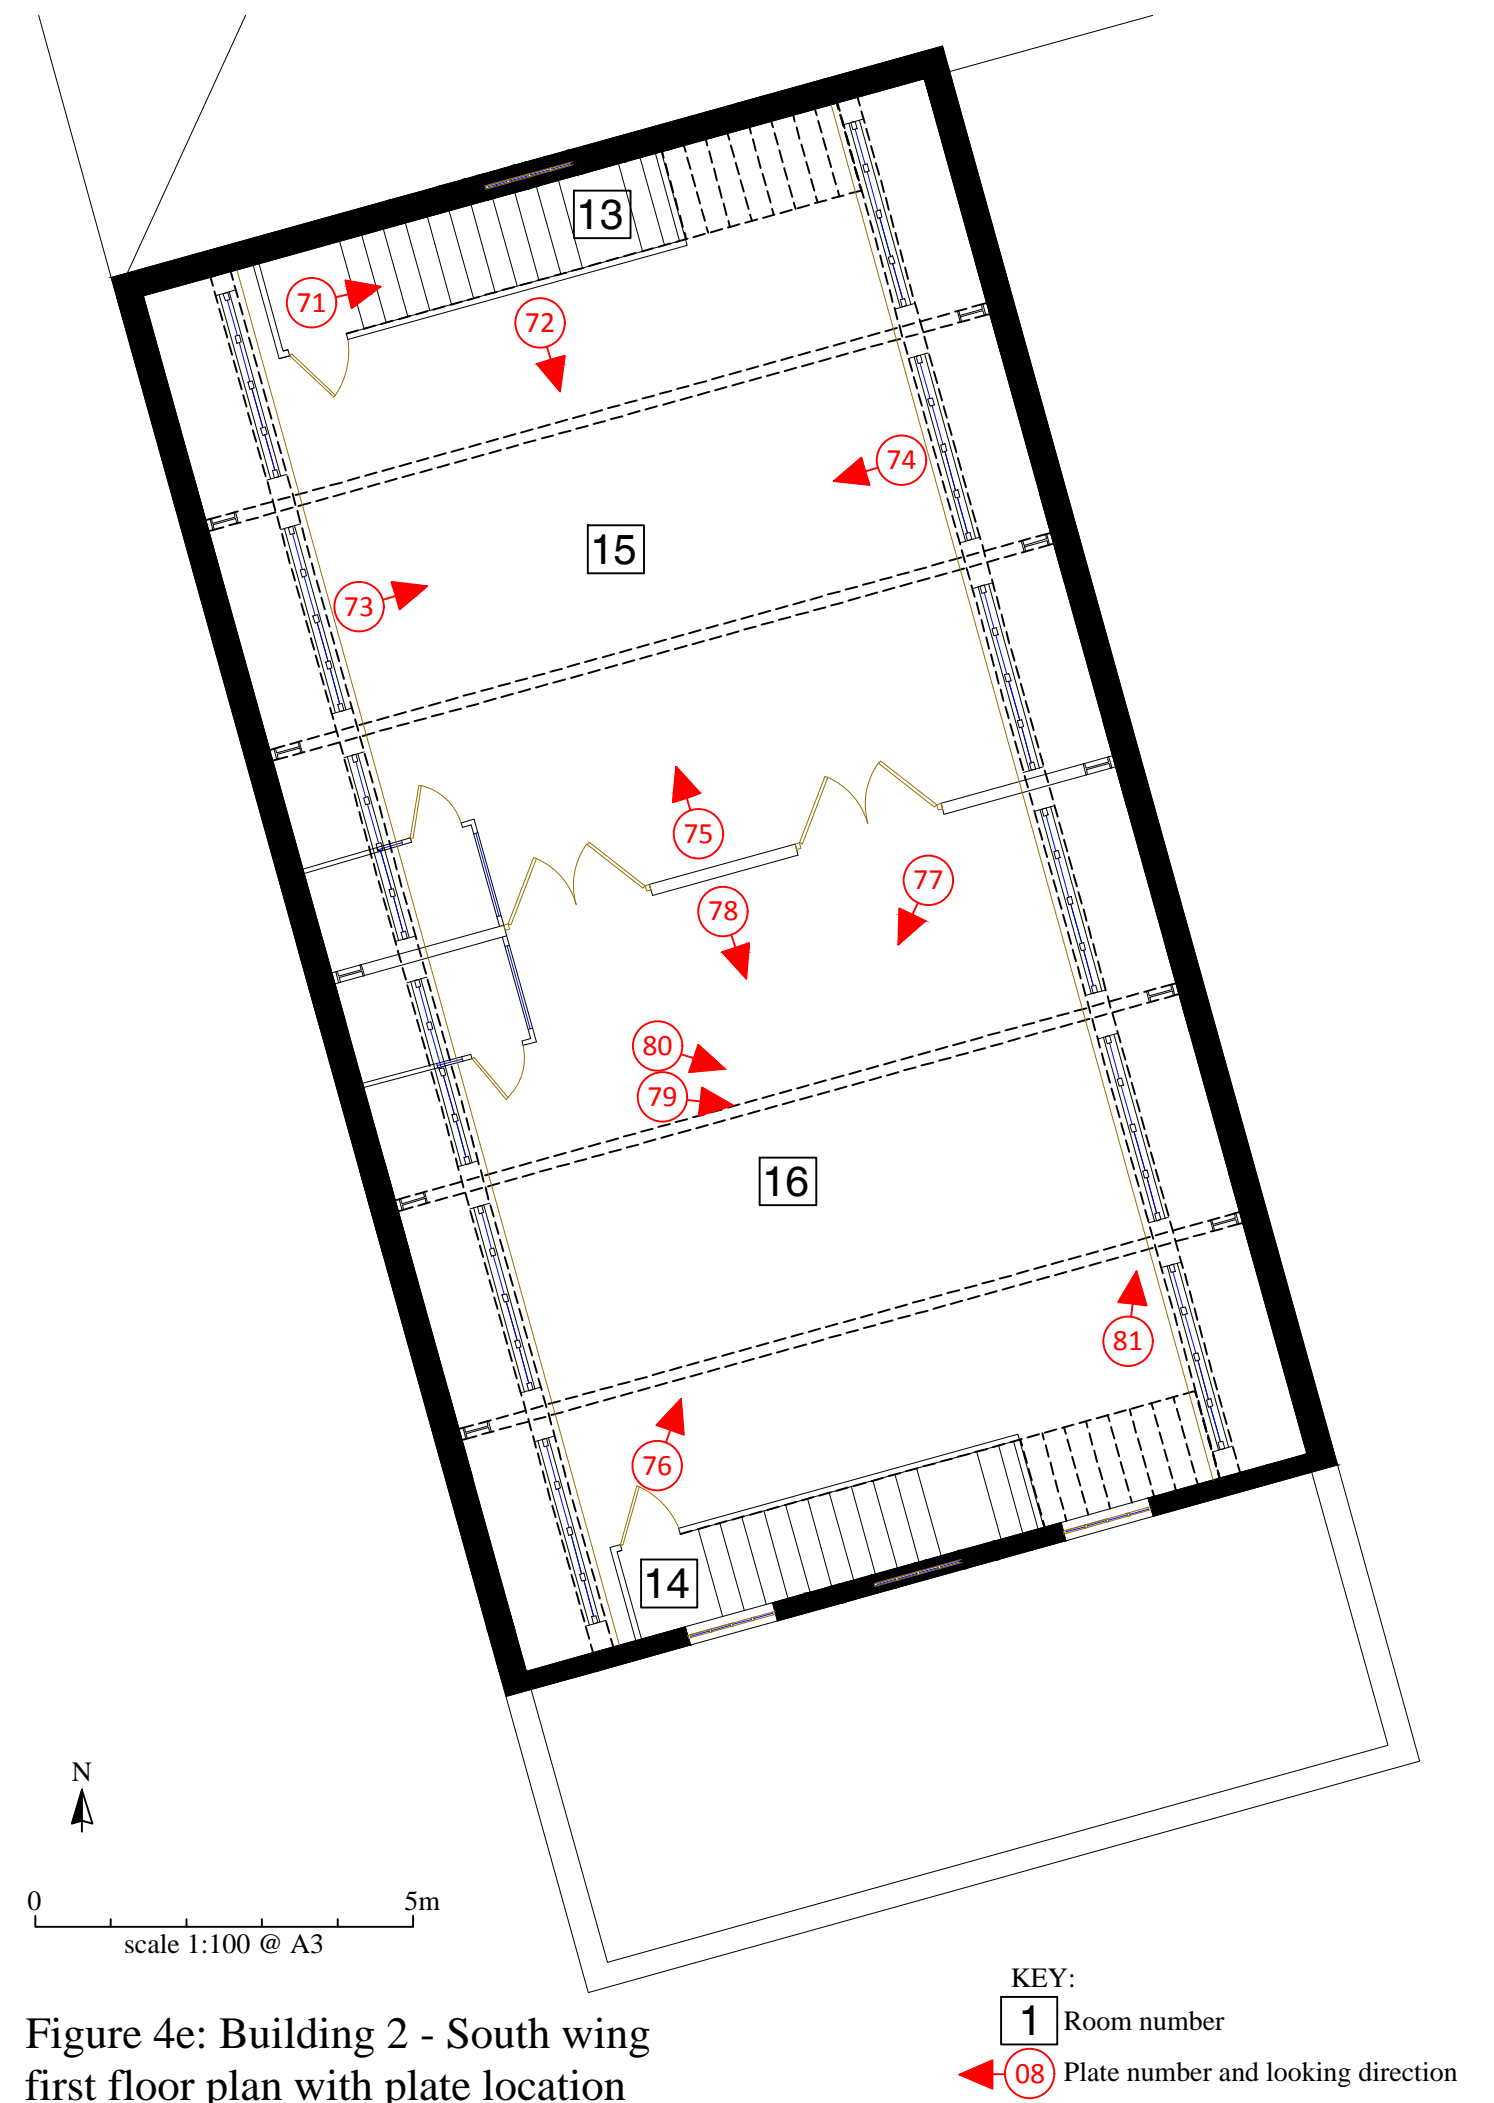 13
71
72
74
15
73
75
77
78
80
79
16
81
76
14
N
0 5m
scale 1:100 @ A3
KEY:
1 Room number
08 Plate number and looking direction
Figure 4e: Building 2 - South wing
first floor plan with plate location